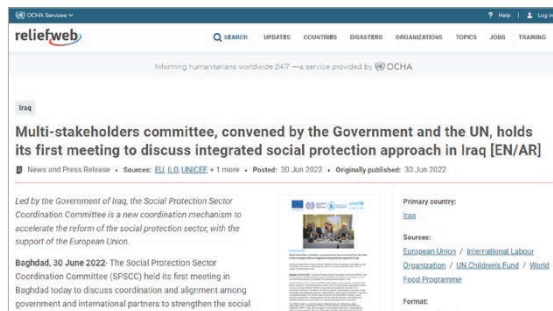 OCHA Services
? Help Log in
reliefweb
SEARCH UPDATES COUNTRIES DISASTERS ORGANIZATIONS TOPICS JOBS TRAINING
Informing humanitarians worldwide 24/7 — a service provided by OCHA
Iraq
Multi-stakeholders committee, convened by the Government and the UN, holds
its first meeting to discuss integrated social protection approach in Iraq [EN/AR]
News and Press Release • Sources: EU, ILO, UNICEF, + 1 more • Posted: 30 Jun 2022 • Originally published: 30 Jun 2022
Led by the Government of Iraq, the Social Protection Sector
Coordination Committee is a new coordination mechanism to
accelerate the reform of the social protection sector, with the
support of the European Union.
Baghdad, 30 June 2022- The Social Protection Sector
Coordination Committee (SPSCC) held its first meeting in
Baghdad today to discuss coordination and alignment among
government and international partners to strengthen the social
Primary country:
Iraq
Sources:
European Union / International Labour
Organization / UN Children's Fund / World
Food Programme
Format: